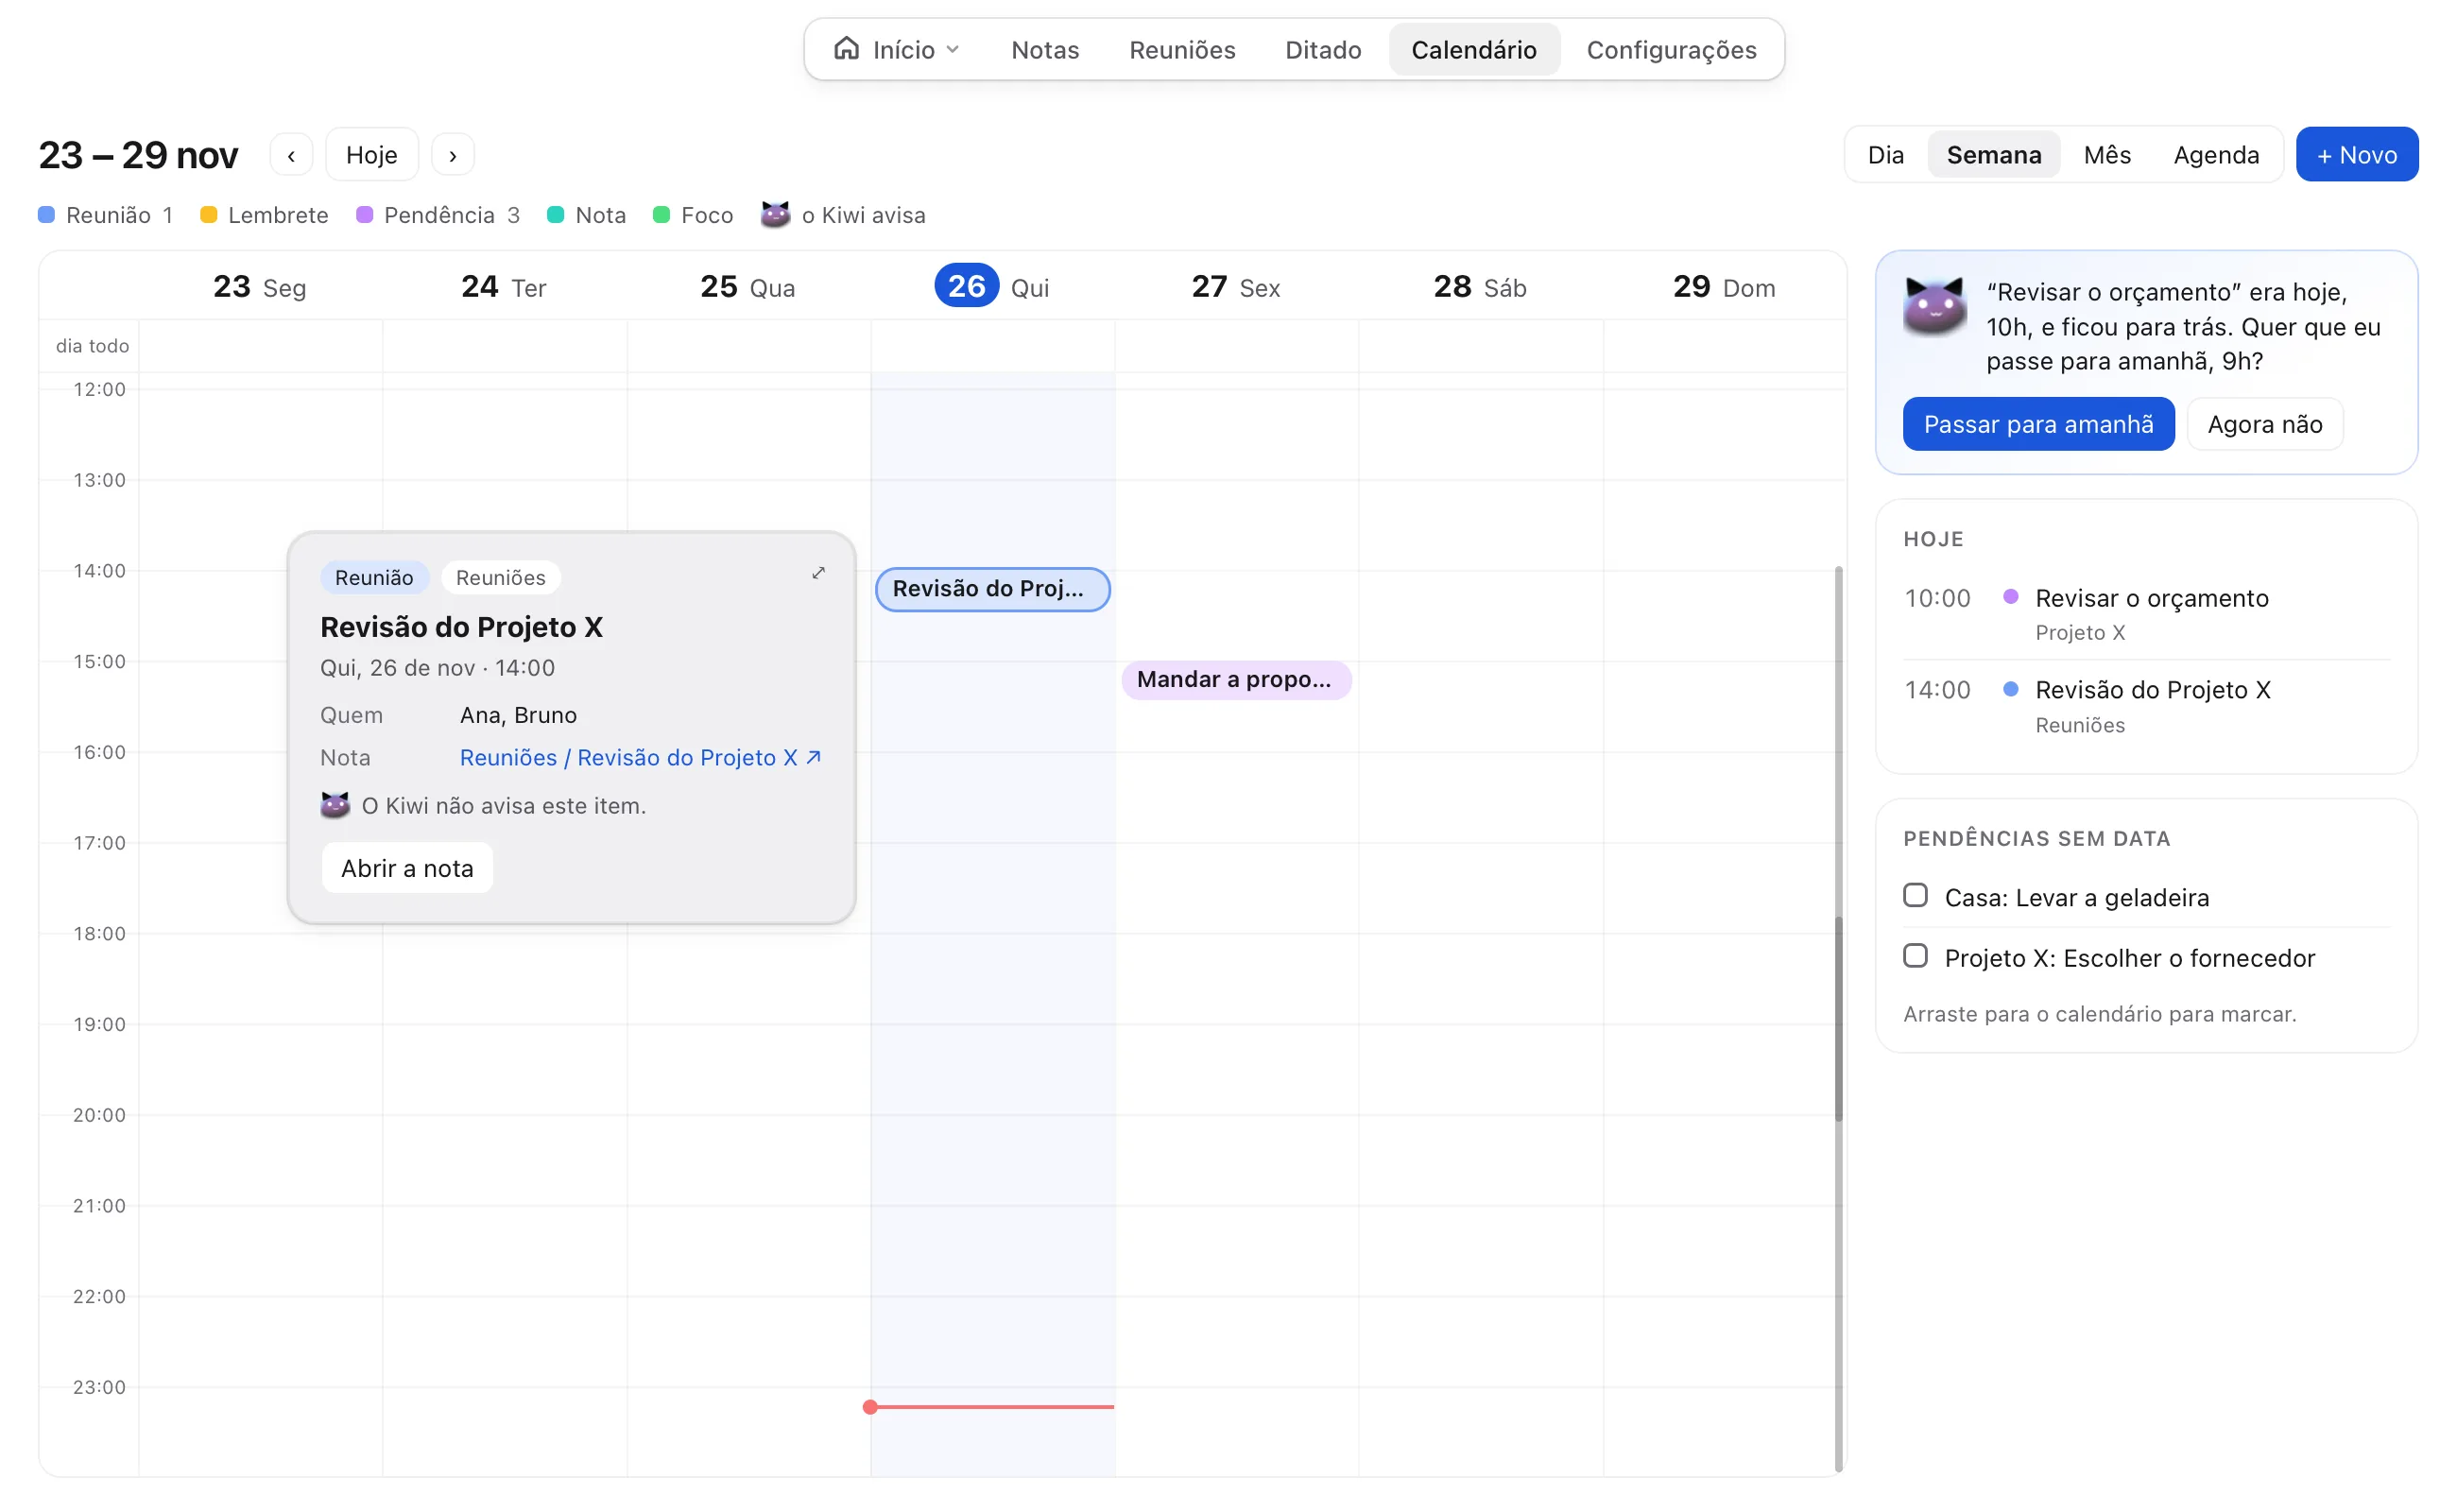 Início Notas Reuniões Ditado Calendário Configurações
23 – 29 nov ‹ Hoje › Dia Semana Mês Agenda + Novo
Reunião 1 Lembrete Pendência 3 Nota Foco o Kiwi avisa
23 Seg 24 Ter 25 Qua 26 Qui 27 Sex 28 Sáb 29 Dom
dia todo
12:00
13:00
14:00
15:00
16:00
17:00
18:00
19:00
20:00
21:00
22:00
23:00
Reunião Reuniões
Revisão do Projeto X
Qui, 26 de nov · 14:00
Quem Ana, Bruno
Nota Reuniões / Revisão do Projeto X ↗
O Kiwi não avisa este item.
Abrir a nota
Revisão do Proj...
Mandar a propo...
“Revisar o orçamento” era hoje,
10h, e ficou para trás. Quer que eu
passe para amanhã, 9h?
Passar para amanhã Agora não
HOJE
10:00 Revisar o orçamento
Projeto X
14:00 Revisão do Projeto X
Reuniões
PENDÊNCIAS SEM DATA
Casa: Levar a geladeira
Projeto X: Escolher o fornecedor
Arraste para o calendário para marcar.